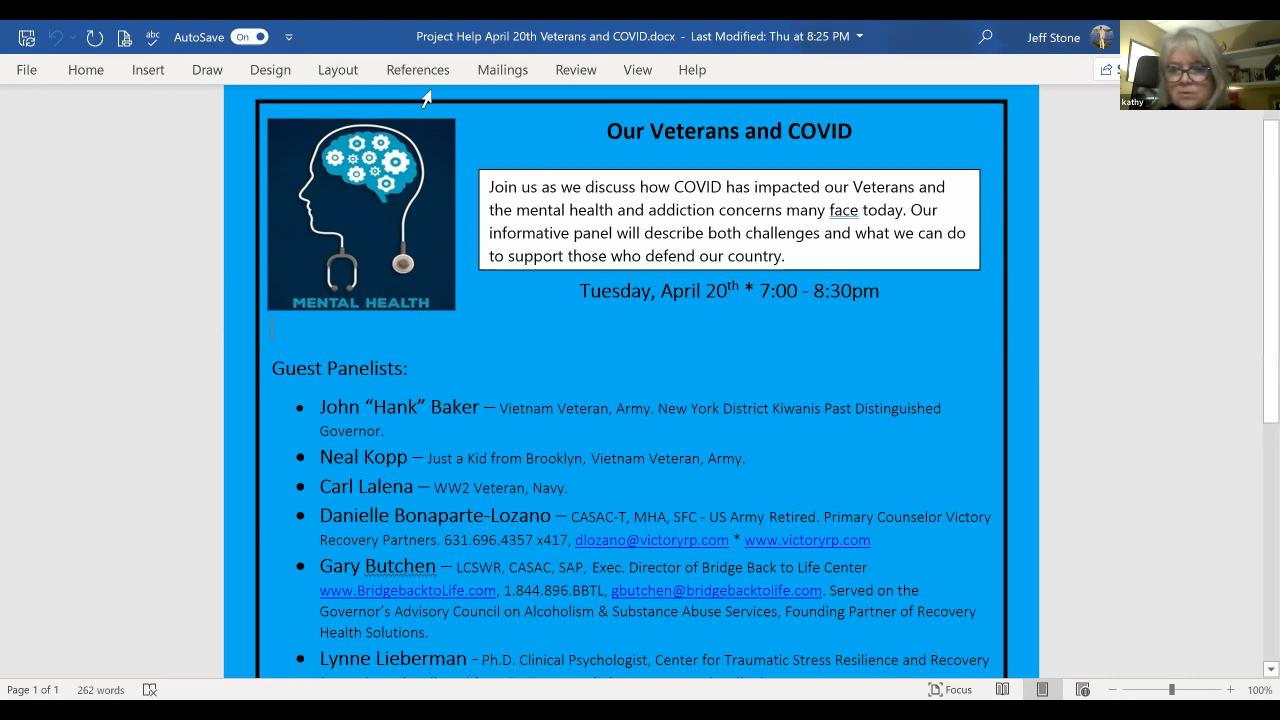 abc AutoSave On Project Help April 20th Veterans and COVID.docx - Last Modified: Thu at 8:25 PM Jeff Stone
File Home Insert Draw Design Layout References Mailings Review View Help
kathy
Our Veterans and COVID
Join us as we discuss how COVID has impacted our Veterans and
the mental health and addiction concerns many face today. Our
informative panel will describe both challenges and what we can do
to support those who defend our country.
MENTAL HEALTH
Tuesday, April 20th * 7:00 - 8:30pm
Guest Panelists:
• John “Hank” Baker – Vietnam Veteran, Army. New York District Kiwanis Past Distinguished
Governor.
• Neal Kopp – Just a Kid from Brooklyn, Vietnam Veteran, Army.
• Carl Lalena – WW2 Veteran, Navy.
• Danielle Bonaparte-Lozano – CASAC-T, MHA, SFC - US Army Retired. Primary Counselor Victory
Recovery Partners. 631.696.4357 x417, dlozano@victoryrp.com * www.victoryrp.com
• Gary Butchen – LCSWR, CASAC, SAP, Exec. Director of Bridge Back to Life Center
www.BridgebacktoLife.com, 1.844.896.BBTL, gbutchen@bridgebacktolife.com. Served on the
Governor’s Advisory Council on Alcoholism & Substance Abuse Services, Founding Partner of Recovery
Health Solutions.
• Lynne Lieberman - Ph.D. Clinical Psychologist, Center for Traumatic Stress Resilience and Recovery
Page 1 of 1 262 words Focus 100%